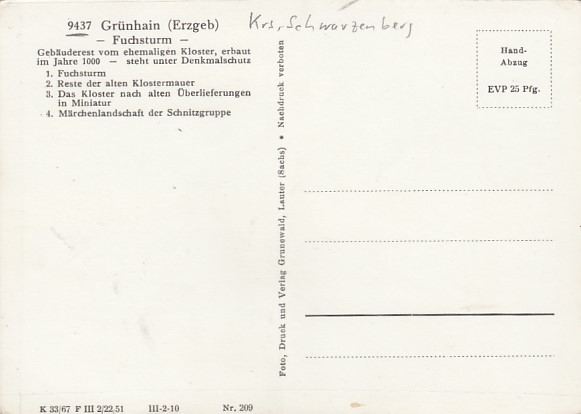 9437 Grünhain (Erzgeb)
— Fuchsturm —
Gebäuderest vom ehemaligen Kloster, erbaut
im Jahre 1000 — steht unter Denkmalschutz
1. Fuchsturm
2. Reste der alten Klostermauer
3. Das Kloster nach alten Überlieferungen
in Miniatur
4. Märchenlandschaft der Schnitzgruppe
Krs. Schwarzenberg
Hand-
Abzug
EVP 25 Pfg.
Foto, Druck und Verlag Grunewald, Lauter (Sachs) • Nachdruck verboten
K 33/67 F III 2/22,51 III-2-10 Nr. 209